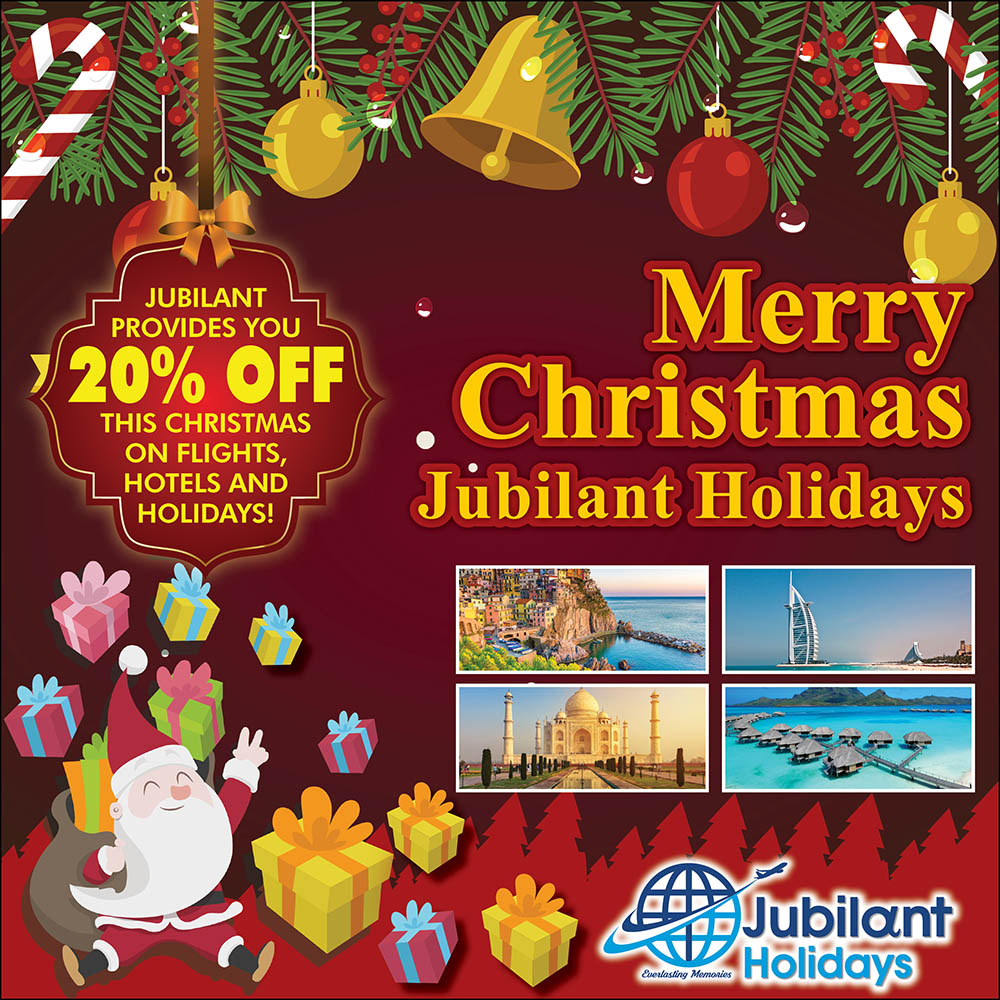 JUBILANT
PROVIDES YOU
20% OFF
THIS CHRISTMAS
ON FLIGHTS,
HOTELS AND
HOLIDAYS!
Merry
Christmas
Jubilant Holidays
Jubilant
Holidays
Everlasting Memories